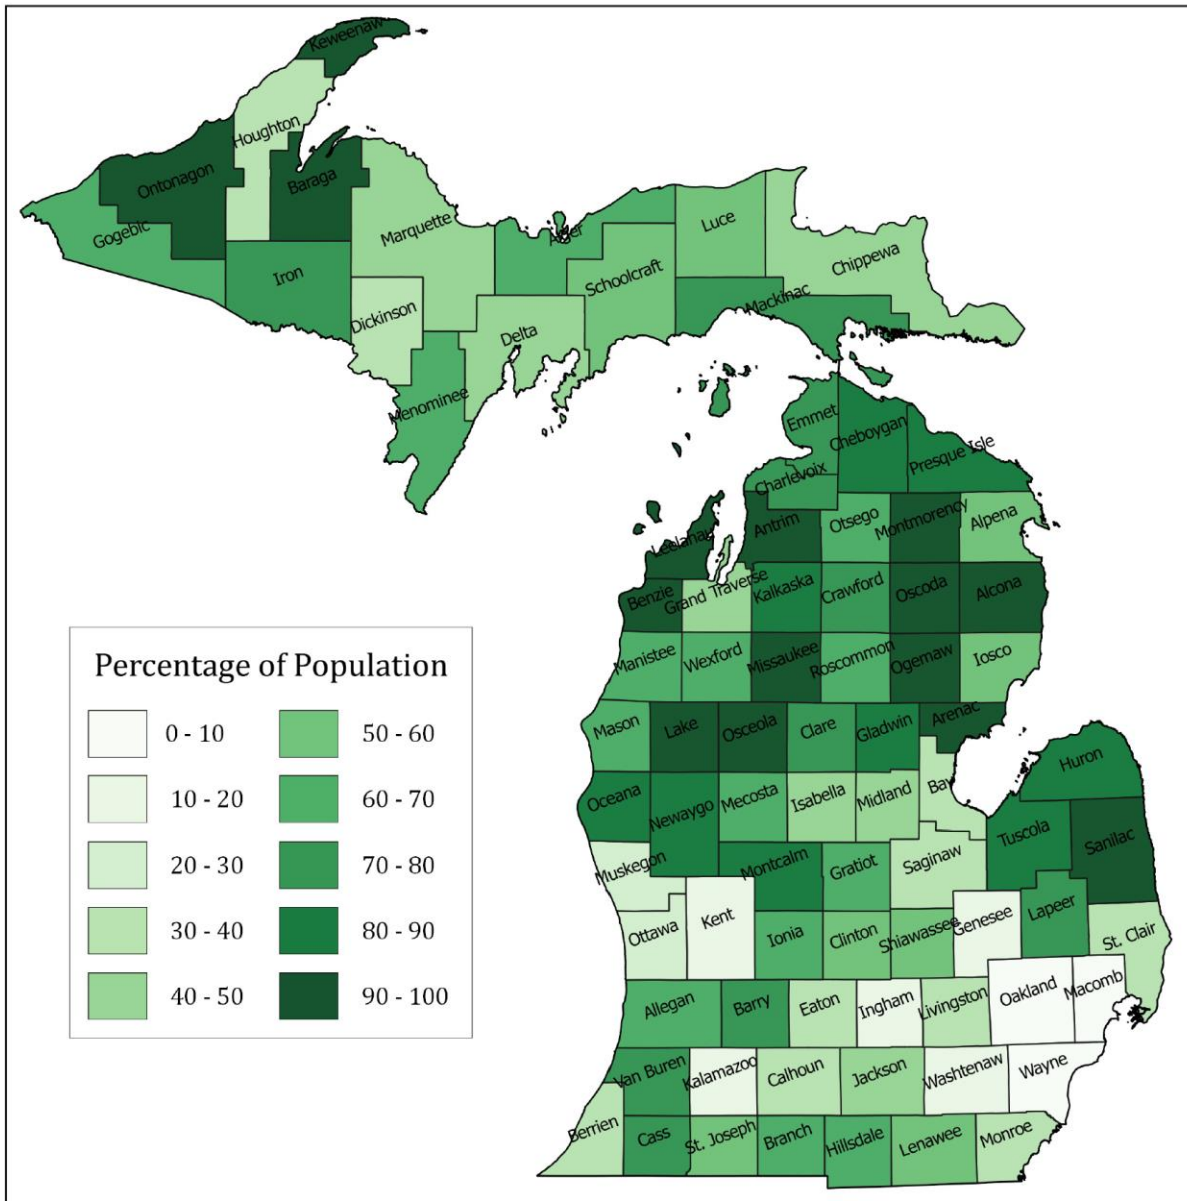 Keweenaw
Houghton
Ontonagon
Baraga
Gogebic
Iron
Marquette
Dickinson
Menominee
Delta
Alger
Schoolcraft
Luce
Chippewa
Mackinac
Emmet
Cheboygan
Presque Isle
Charlevoix
Leelanau
Antrim
Otsego
Montmorency
Alpena
Benzie
Grand Traverse
Kalkaska
Crawford
Oscoda
Alcona
Manistee
Wexford
Missaukee
Roscommon
Ogemaw
Iosco
Percentage of Population
0 - 10
50 - 60
10 - 20
60 - 70
20 - 30
70 - 80
30 - 40
80 - 90
40 - 50
90 - 100
Mason
Lake
Osceola
Clare
Gladwin
Arenac
Huron
Oceana
Newaygo
Mecosta
Isabella
Midland
Bay
Tuscola
Sanilac
Muskegon
Montcalm
Gratiot
Saginaw
Ottawa
Kent
Ionia
Clinton
Shiawassee
Genesee
Lapeer
St. Clair
Allegan
Barry
Eaton
Ingham
Livingston
Oakland
Macomb
Van Buren
Kalamazoo
Calhoun
Jackson
Washtenaw
Wayne
Berrien
Cass
St. Joseph
Branch
Hillsdale
Lenawee
Monroe